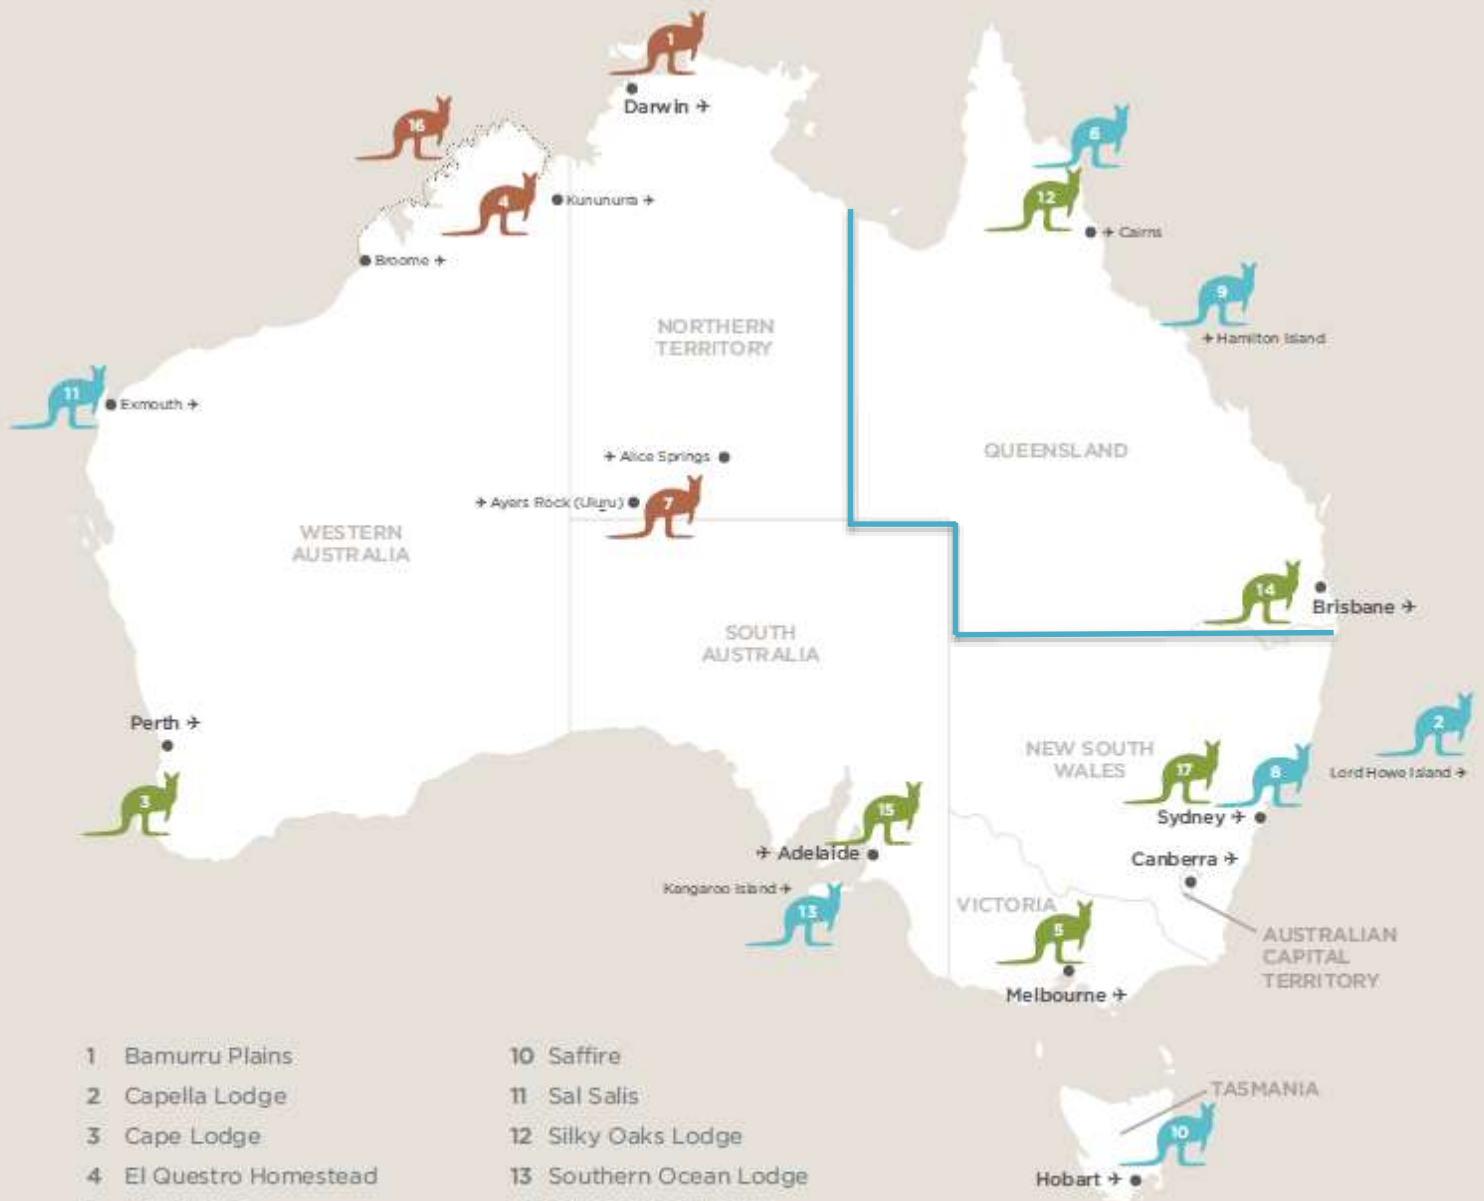 1
Darwin
16
6
4
Kununurra
12
Cairns
Broome
9
NORTHERN
TERRITORY
Hamilton Island
11
Exmouth
Alice Springs
QUEENSLAND
Ayers Rock (Uluru)
7
WESTERN
AUSTRALIA
14
Brisbane
SOUTH
AUSTRALIA
Perth
2
NEW SOUTH
WALES
17
8
Lord Howe Island
3
15
Sydney
Adelaide
Canberra
Kangaroo Island
13
VICTORIA
5
AUSTRALIAN
CAPITAL
TERRITORY
Melbourne
1 Bamurru Plains
2 Capella Lodge
3 Cape Lodge
4 El Questro Homestead
10 Saffire
11 Sal Salis
12 Silky Oaks Lodge
13 Southern Ocean Lodge
TASMANIA
10
Hobart